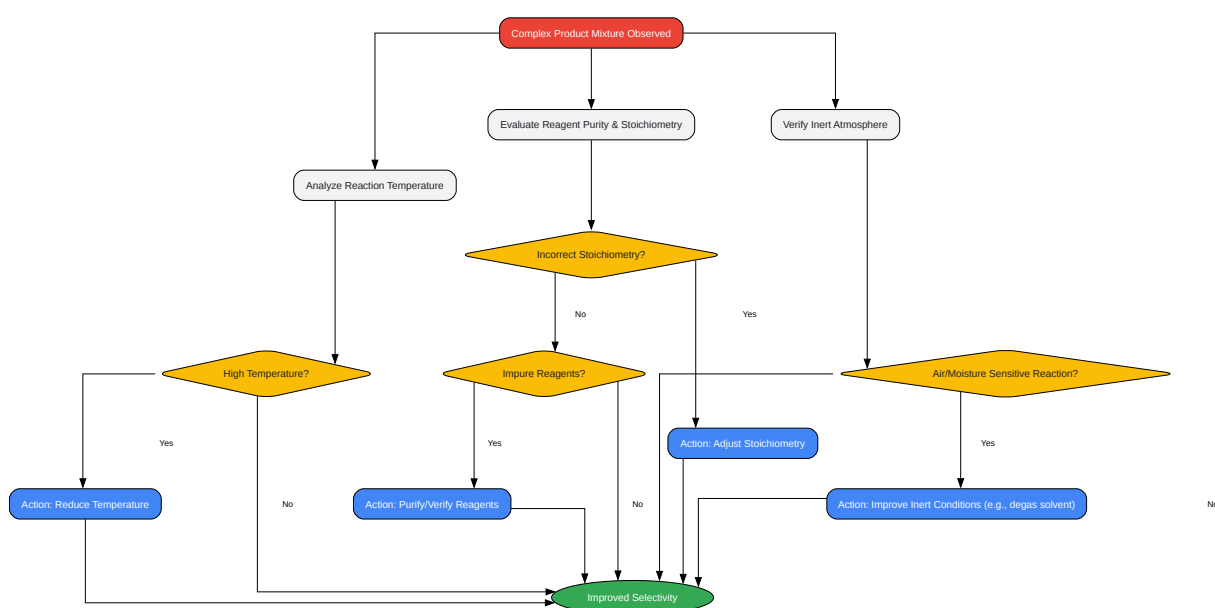 Complex Product Mixture Observed
Evaluate Reagent Purity & Stoichiometry
Verify Inert Atmosphere
Analyze Reaction Temperature
Incorrect Stoichiometry?
No
Yes
High Temperature?
Impure Reagents?
Air/Moisture Sensitive Reaction?
Yes
Yes
Action: Adjust Stoichiometry
Yes
Action: Reduce Temperature
No
Action: Purify/Verify Reagents
No
Action: Improve Inert Conditions (e.g., degas solvent)
Improved Selectivity